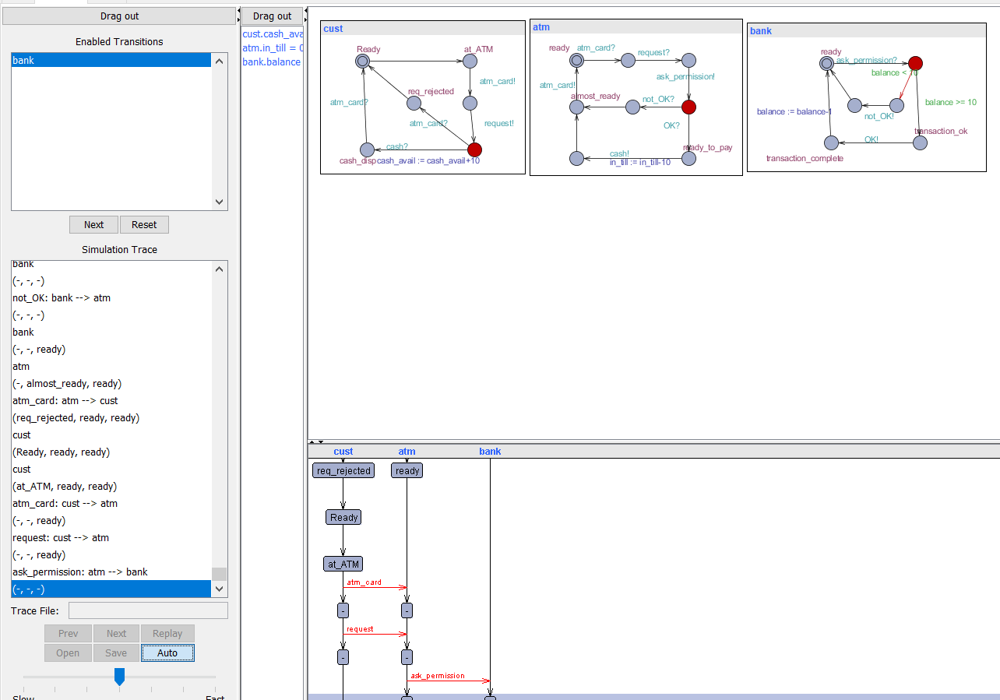 Drag out
Enabled Transitions
bank
Next
Reset
Simulation Trace
bank
(-, -, -)
not_OK: bank --> atm
(-, -, -)
bank
(-, -, ready)
atm
(-, almost_ready, ready)
atm_card: atm --> cust
(req_rejected, ready, ready)
cust
(Ready, ready, ready)
cust
(at_ATM, ready, ready)
atm_card: cust --> atm
(-, -, ready)
request: cust --> atm
(-, -, ready)
ask_permission: atm --> bank
(-, -, -)
Trace File:
Prev
Next
Replay
Open
Save
Auto
Slow
Fast
Drag out
cust.cash_ava
atm.in_till = 0
bank.balance
cust
Ready
at_ATM
atm_card!
req_rejected
atm_card?
atm_card?
request!
cash?
cash_disp
cash_avail := cash_avail+10
atm
ready
atm_card?
request?
ask_permission!
atm_card!
almost_ready
not_OK?
OK?
ready_to_pay
cash!
in_till := in_till-10
bank
ready
ask_permission?
balance < 10
balance >= 10
balance := balance-1
not_OK!
transaction_ok
OK!
transaction_complete
cust
atm
bank
req_rejected
ready
Ready
at_ATM
atm_card
-
-
request
-
-
ask_permission